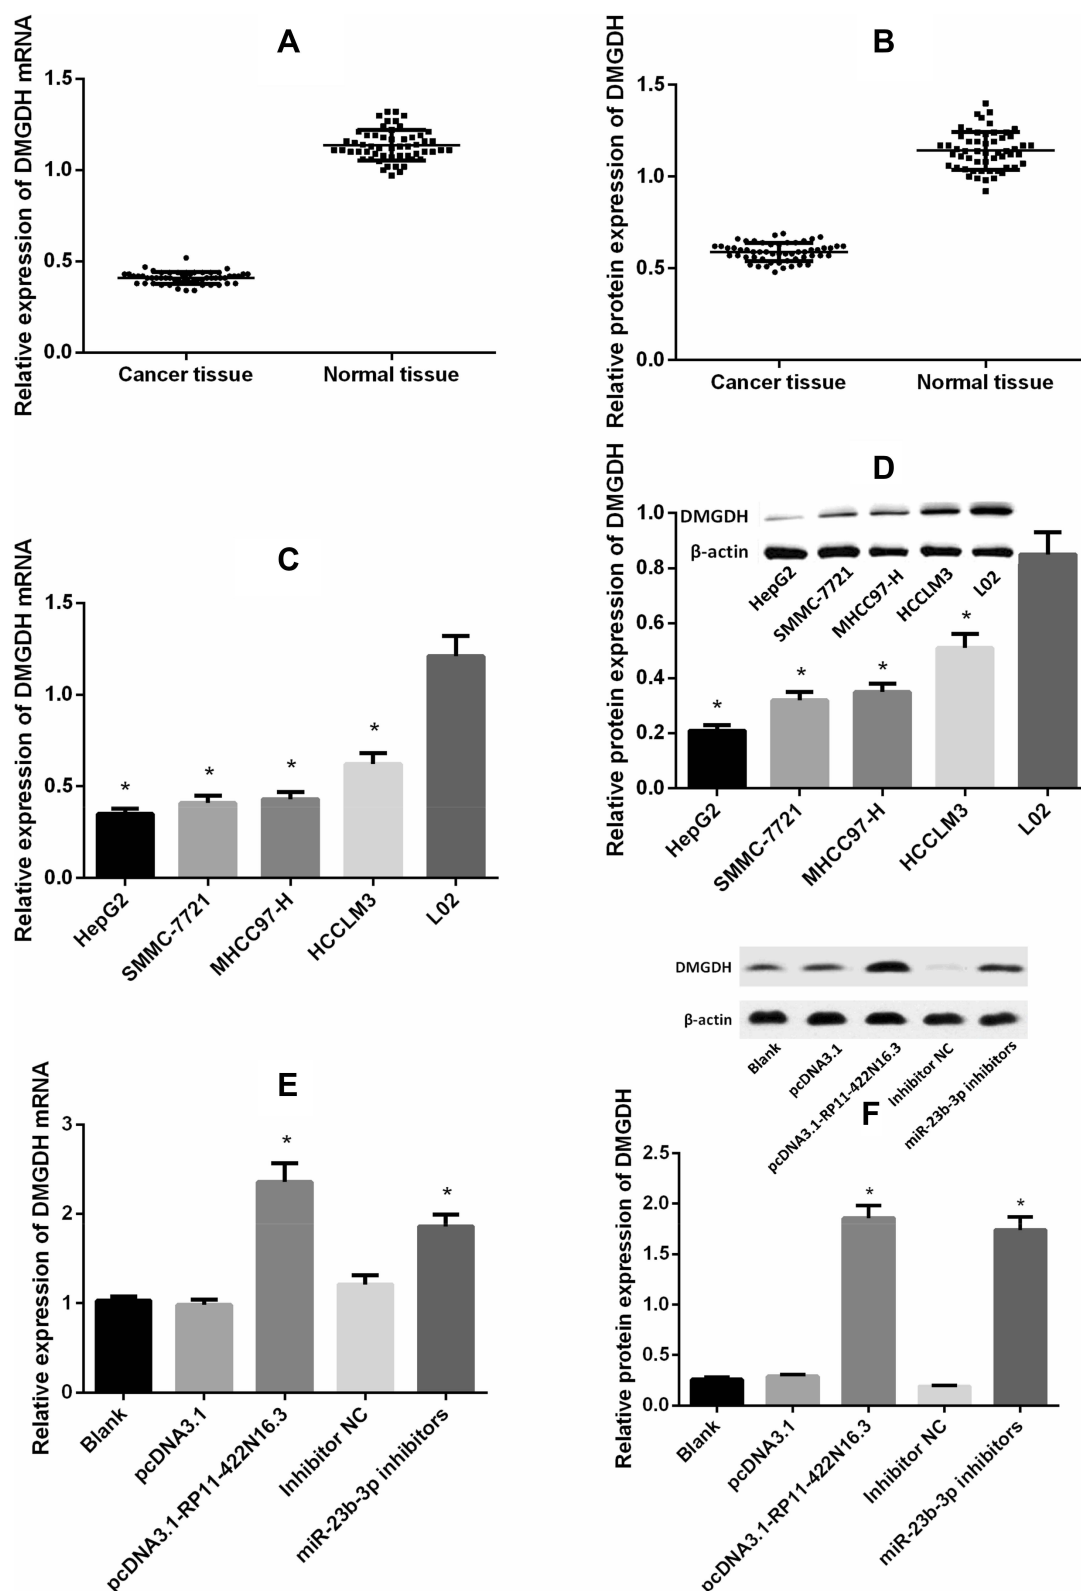 A
Relative expression of DMGDH mRNA
1.5
1.0
0.5
0.0
Cancer tissue
Normal tissue
B
Relative protein expression of DMGDH
1.5
1.0
0.5
0.0
Cancer tissue
Normal tissue
C
Relative expression of DMGDH mRNA
1.5
1.0
0.5
0.0
*
*
*
*
HepG2
SMMC-7721
MHCC97-H
HCCLM3
L02
D
Relative protein expression of DMGDH
1.0
0.8
0.6
0.4
0.2
0.0
DMGDH
β-actin
HepG2
SMMC-7721
MHCC97-H
HCCLM3
L02
*
*
*
*
HepG2
SMMC-7721
MHCC97-H
HCCLM3
L02
E
Relative expression of DMGDH mRNA
3
2
1
0
*
*
Blank
pcDNA3.1
pcDNA3.1-RP11-422N16.3
Inhibitor NC
miR-23b-3p inhibitors
DMGDH
β-actin
Blank
pcDNA3.1
pcDNA3.1-RP11-422N16.3
Inhibitor NC
miR-23b-3p inhibitors
F
Relative protein expression of DMGDH
2.5
2.0
1.5
1.0
0.5
0.0
*
*
Blank
pcDNA3.1
pcDNA3.1-RP11-422N16.3
Inhibitor NC
miR-23b-3p inhibitors